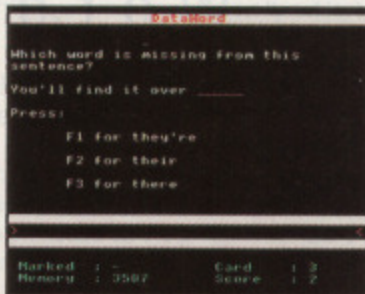 DataWord
Which word is missing from this
sentence?
You'll find it over _____
Press:
F1 for they're
F2 for their
F3 for there
> <
Marked : - Card : 3
Memory : 3507 Score : 2